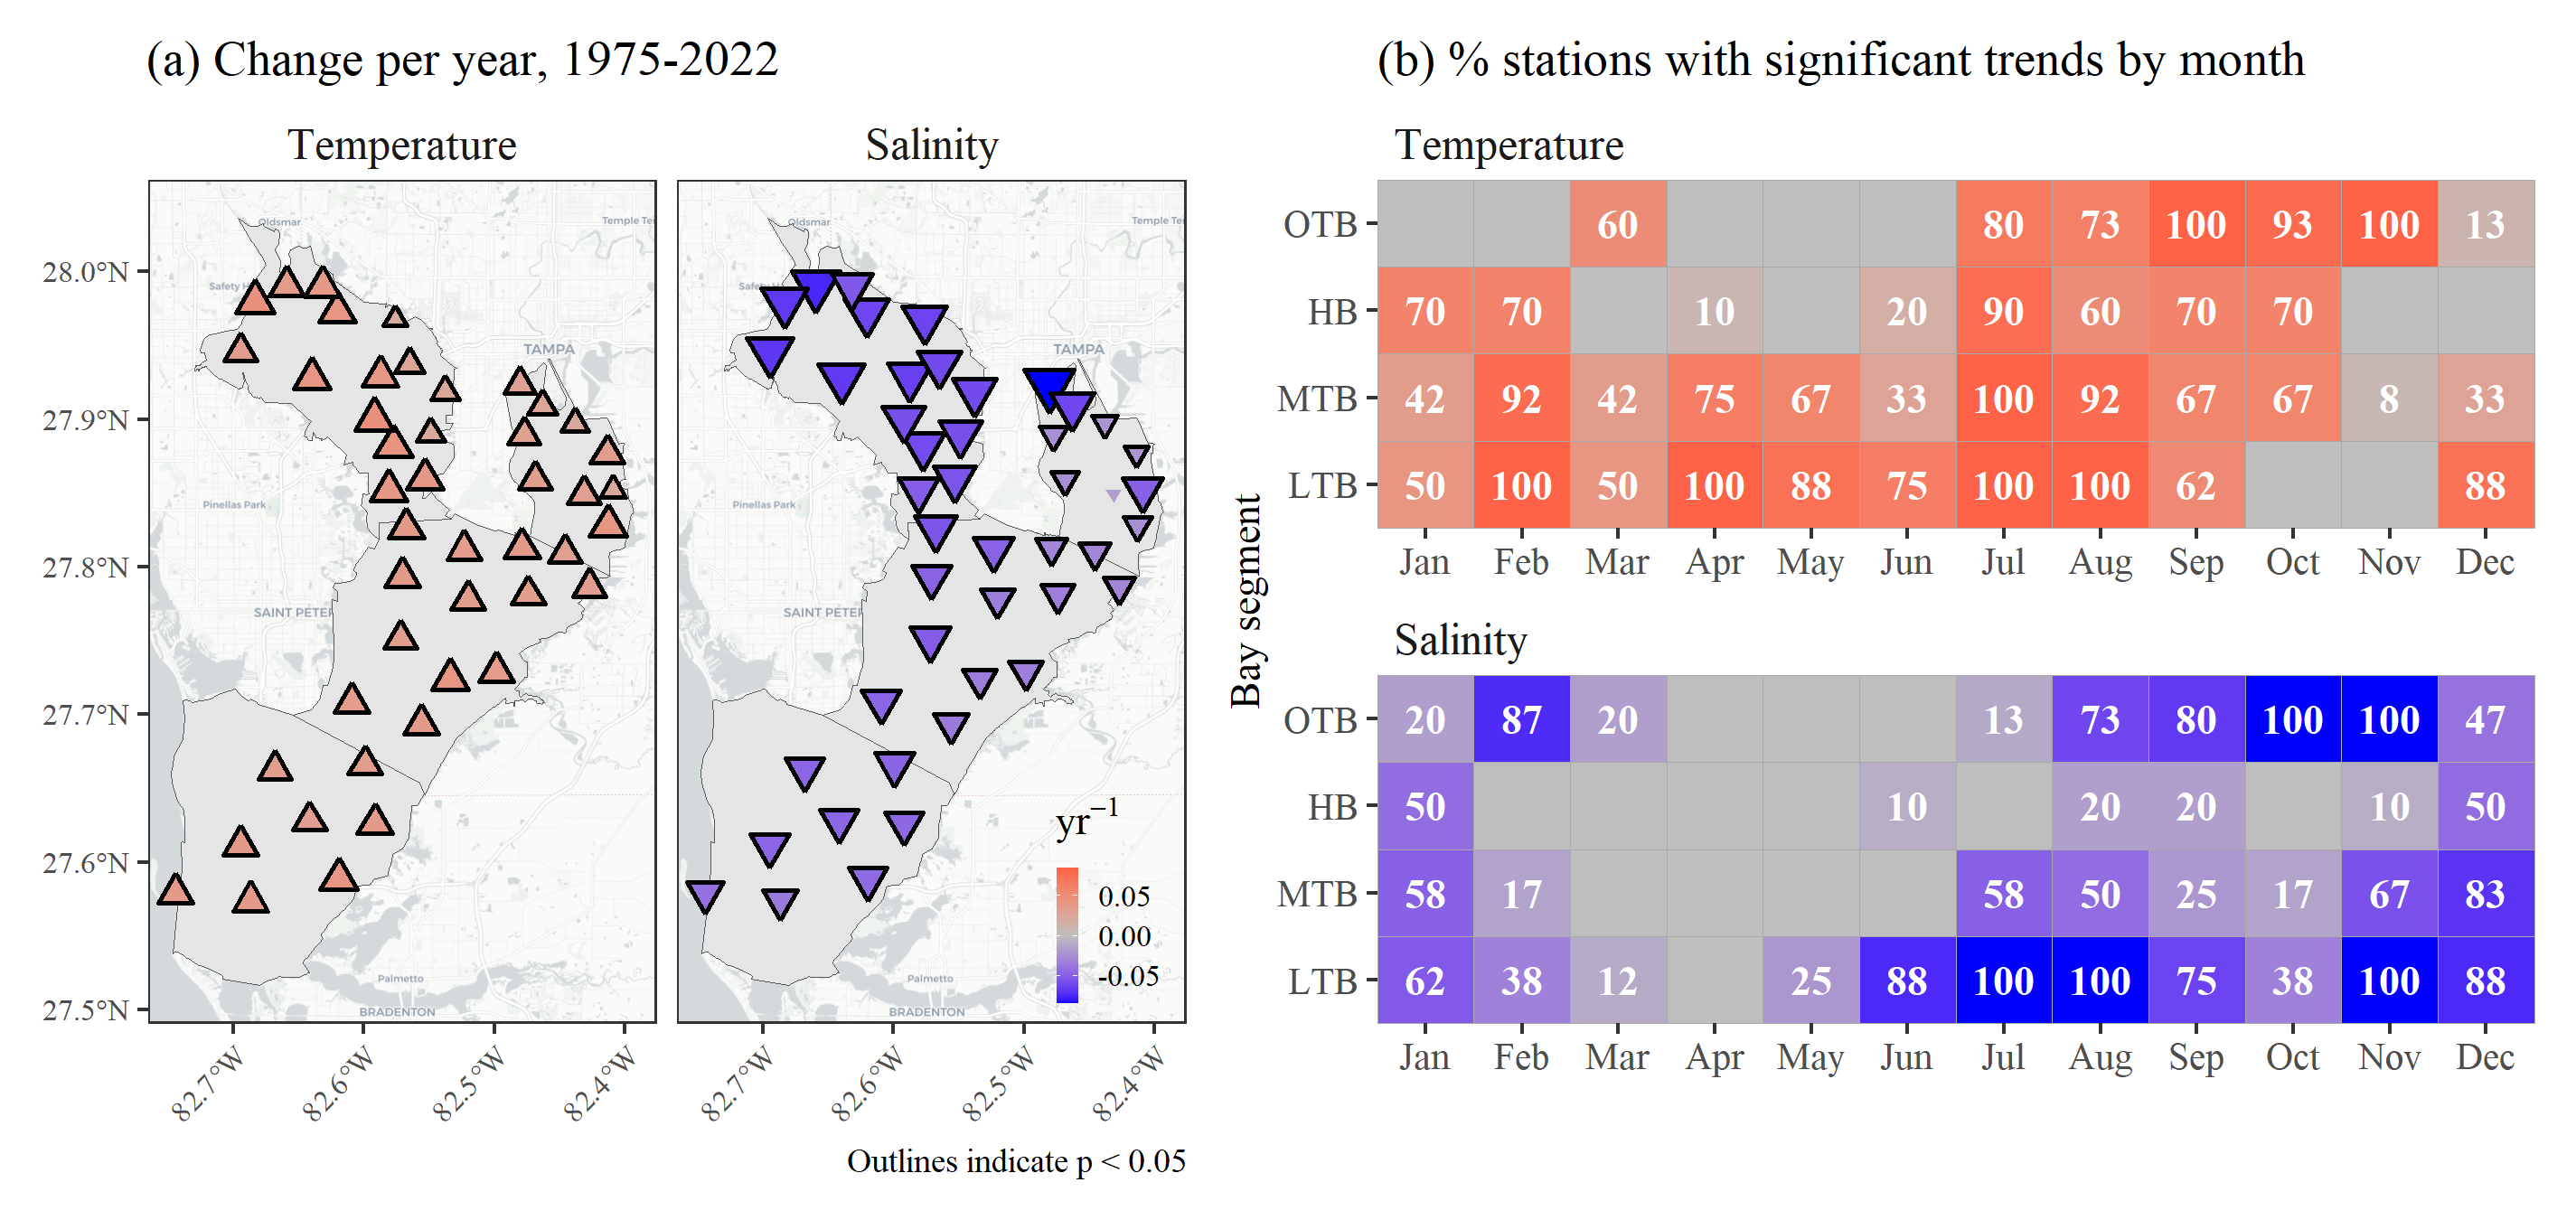 (a) Change per year, 1975-2022
Temperature
Salinity
28.0°N
27.9°N
27.8°N
27.7°N
27.6°N
27.5°N
Oldsmar
Temple Te
Safety H
TAMPA
Pinellas Park
SAINT PETER
Palmetto
BRADENTON
Oldsmar
Temple Te
Safety H
TAMPA
Pinellas Park
Palmetto
BRADENTON
SAINT PETER
yr−1
0.05
0.00
-0.05
82.7°W 82.6°W 82.5°W 82.4°W
82.7°W 82.6°W 82.5°W 82.4°W
Outlines indicate p < 0.05
(b) % stations with significant trends by month
Bay segment
Temperature
OTB 60 80 73 100 93 100 13
HB 70 70 10 20 90 60 70 70
MTB 42 92 42 75 67 33 100 92 67 67 8 33
LTB 50 100 50 100 88 75 100 100 62 88
Jan Feb Mar Apr May Jun Jul Aug Sep Oct Nov Dec
Salinity
OTB 20 87 20 13 73 80 100 100 47
HB 50 10 20 20 10 50
MTB 58 17 58 50 25 17 67 83
LTB 62 38 12 25 88 100 100 75 38 100 88
Jan Feb Mar Apr May Jun Jul Aug Sep Oct Nov Dec